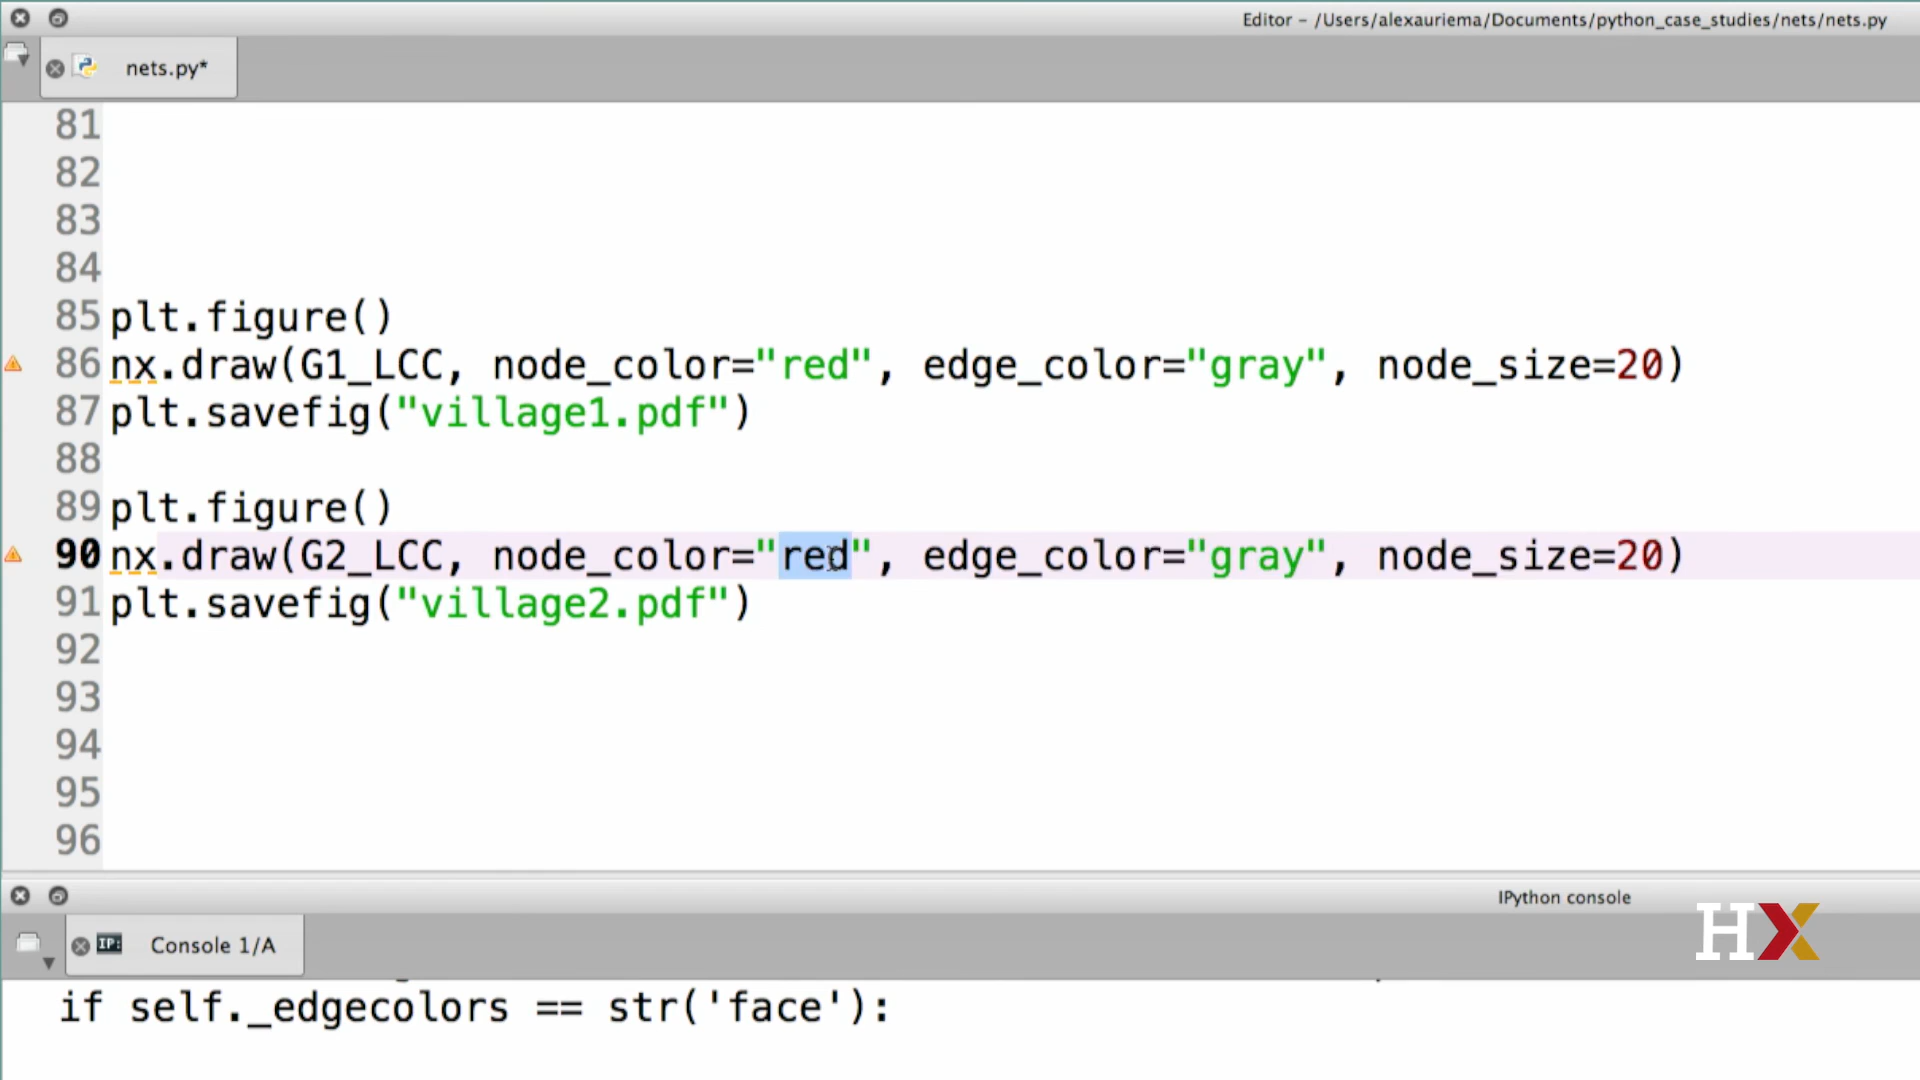 Editor – /Users/alexauriema/Documents/python_case_studies/nets/nets.py
nets.py*
81
82
83
84
85 plt.figure()
86 nx.draw(G1_LCC, node_color="red", edge_color="gray", node_size=20)
87 plt.savefig("village1.pdf")
88
89 plt.figure()
90 nx.draw(G2_LCC, node_color="red", edge_color="gray", node_size=20)
91 plt.savefig("village2.pdf")
92
93
94
95
96
IPython console
HX
IP: Console 1/A
if self._edgecolors == str('face'):